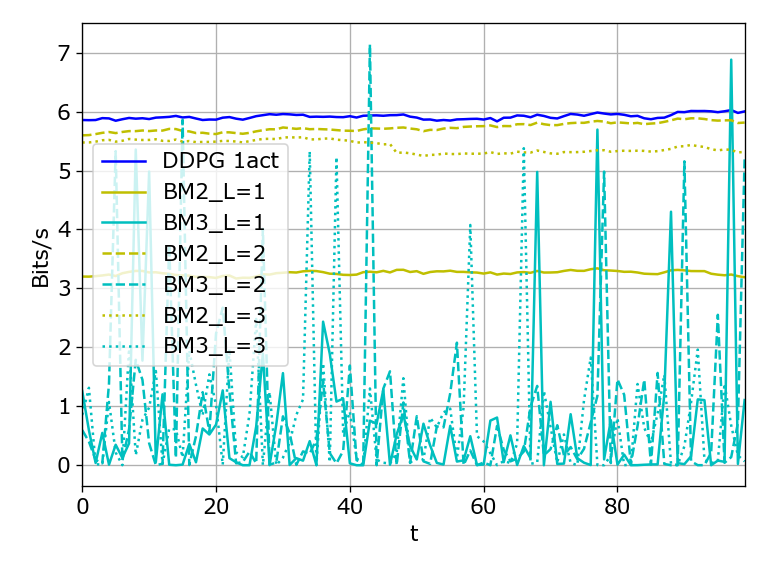 7
6
5
4
3
2
1
0
Bits/s
DDPG 1act
BM2_L=1
BM3_L=1
BM2_L=2
BM3_L=2
BM2_L=3
BM3_L=3
0 20 40 60 80
t